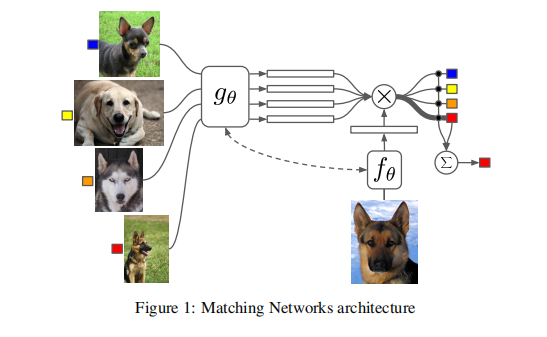 gθ
×
fθ
Σ
Figure 1: Matching Networks architecture